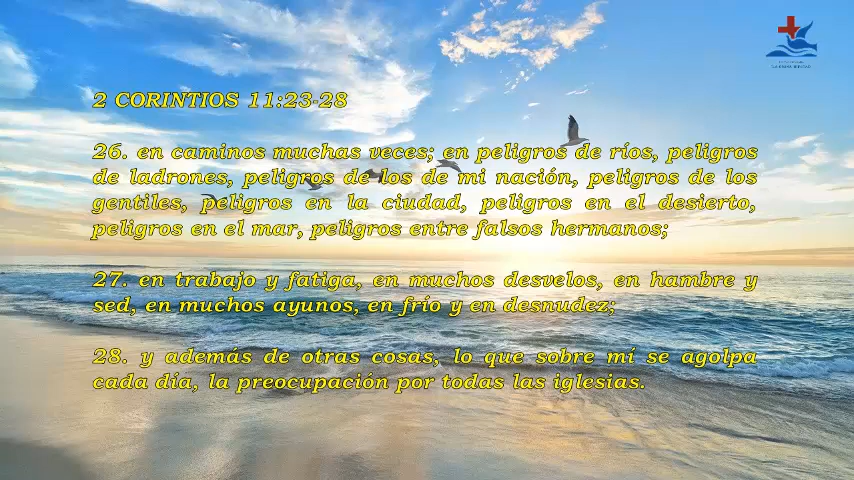 2 CORINTIOS 11:23-28
26. en caminos muchas veces; en peligros de ríos, peligros
de ladrones, peligros de los de mi nación, peligros de los
gentiles, peligros en la ciudad, peligros en el desierto,
peligros en el mar, peligros entre falsos hermanos;
27. en trabajo y fatiga, en muchos desvelos, en hambre y
sed, en muchos ayunos, en frío y en desnudez;
28. y además de otras cosas, lo que sobre mí se agolpa
cada día, la preocupación por todas las iglesias.